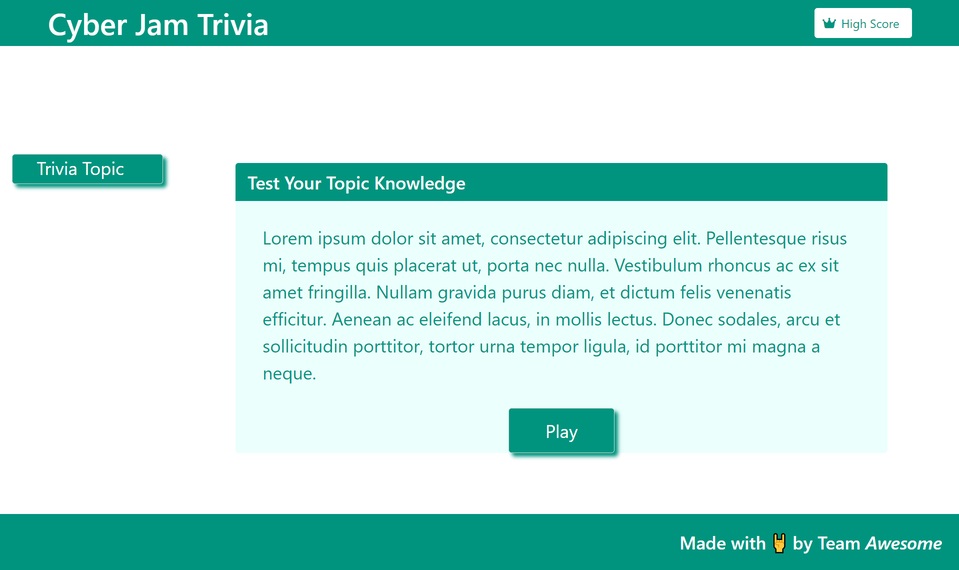 Cyber Jam Trivia
High Score
Trivia Topic
Test Your Topic Knowledge
Lorem ipsum dolor sit amet, consectetur adipiscing elit. Pellentesque risus
mi, tempus quis placerat ut, porta nec nulla. Vestibulum rhoncus ac ex sit
amet fringilla. Nullam gravida purus diam, et dictum felis venenatis
efficitur. Aenean ac eleifend lacus, in mollis lectus. Donec sodales, arcu et
sollicitudin porttitor, tortor urna tempor ligula, id porttitor mi magna a
neque.
Play
Made with 🤘 by Team Awesome